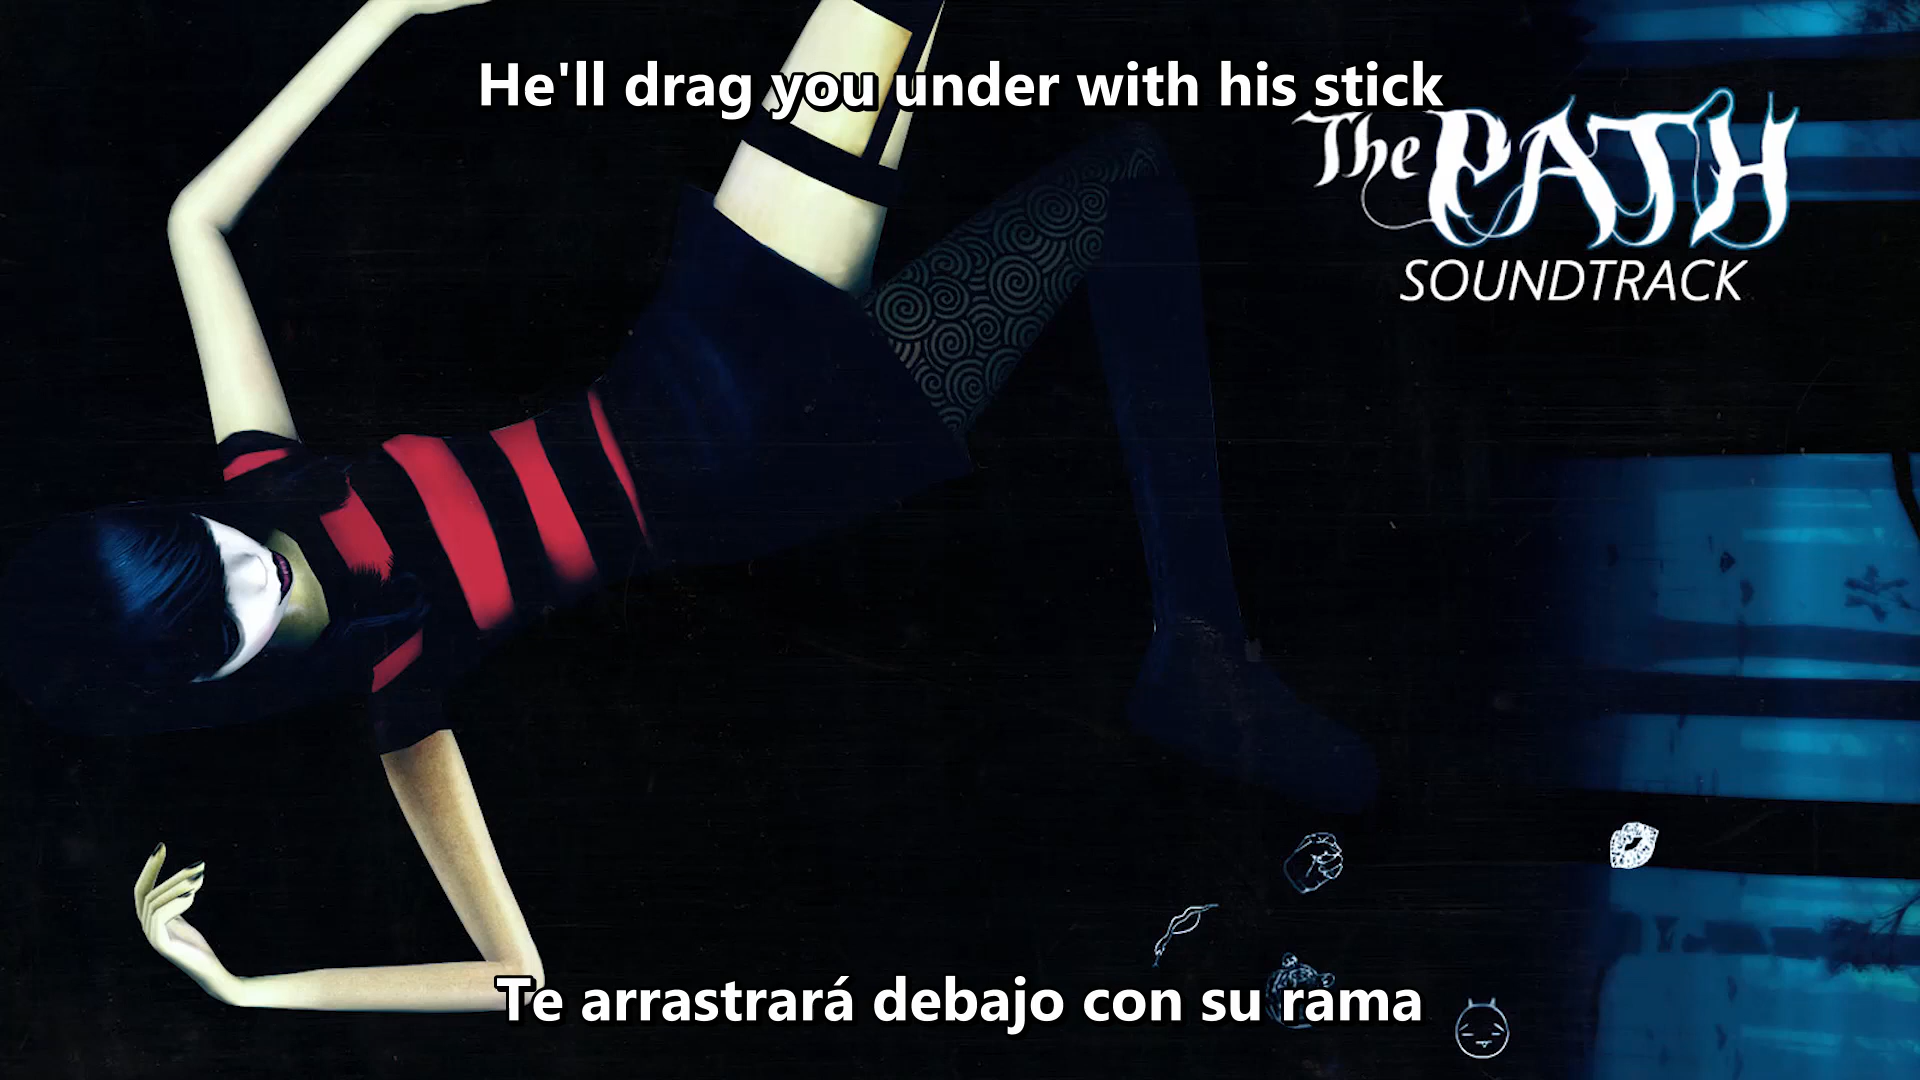 He'll drag you under with his stick
The PATH
SOUNDTRACK
Te arrastrará debajo con su rama